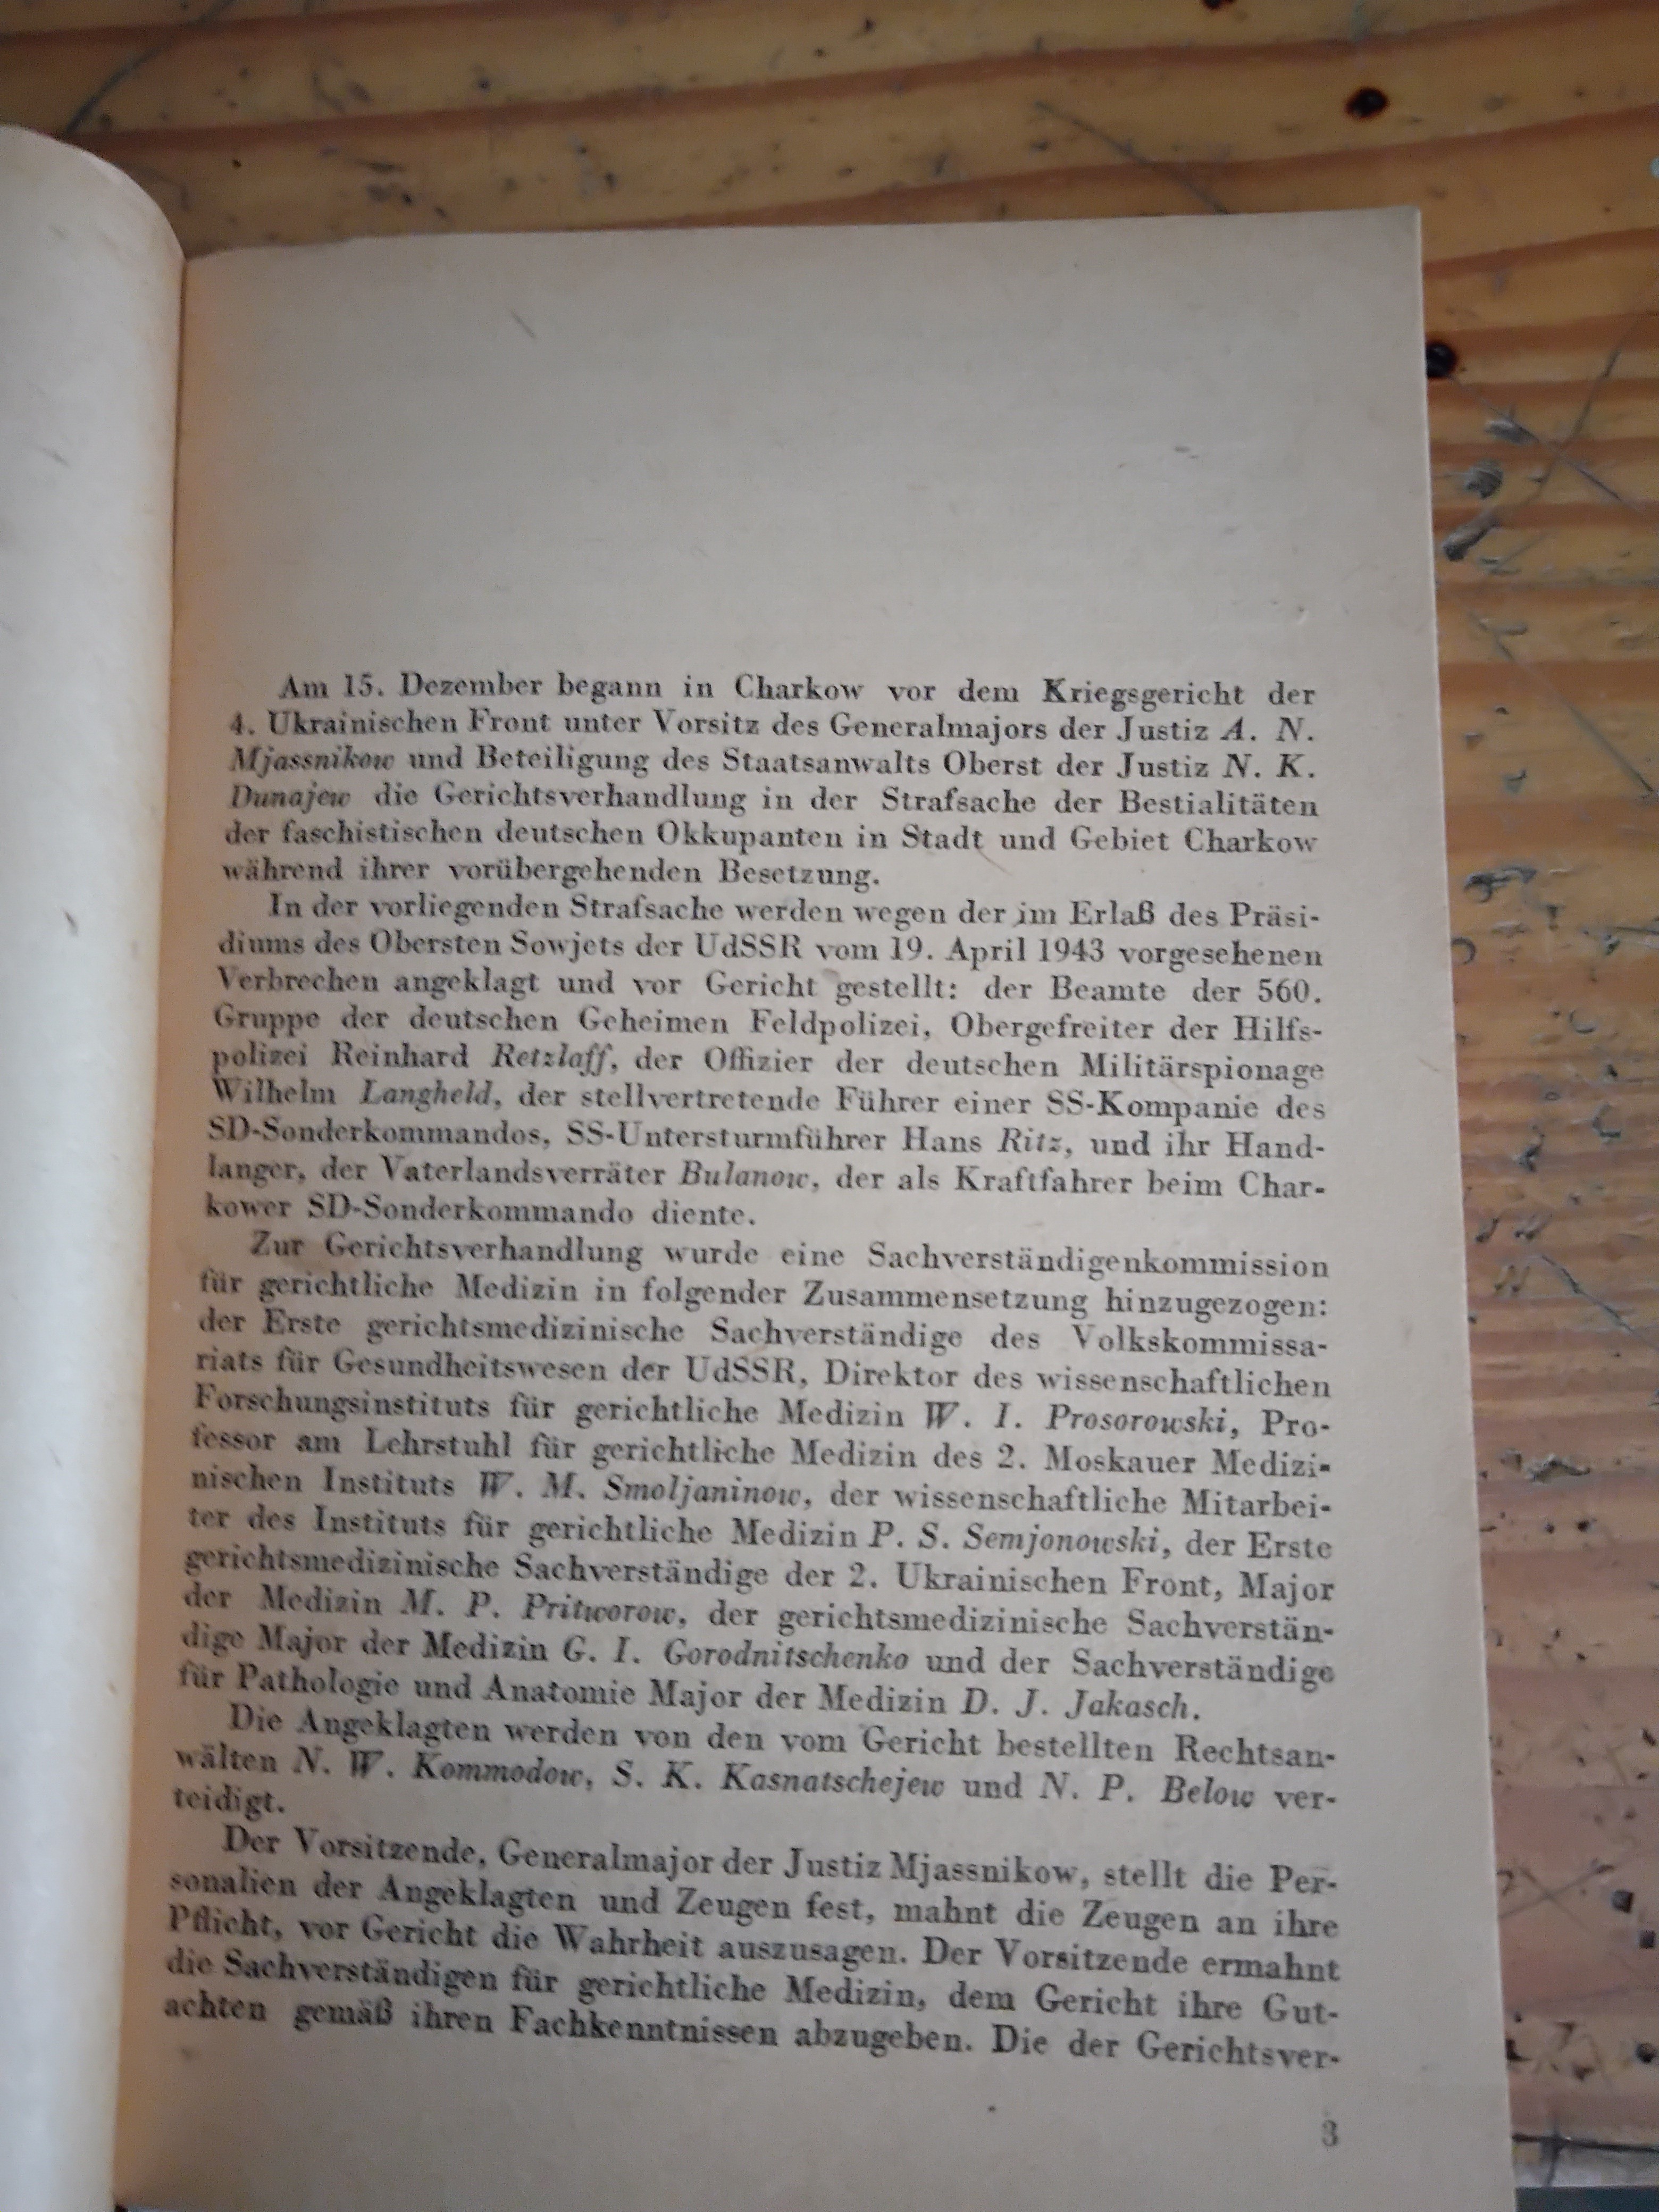 Am 15. Dezember begann in Charkow vor dem Kriegsgericht der
4. Ukrainischen Front unter Vorsitz des Generalmajors der Justiz A. N.
Mjassnikow und Beteiligung des Staatsanwalts Oberst der Justiz N. K.
Dunajew die Gerichtsverhandlung in der Strafsache der Bestialitäten
der faschistischen deutschen Okkupanten in Stadt und Gebiet Charkow
während ihrer vorübergehenden Besetzung.
In der vorliegenden Strafsache werden wegen der im Erlaß des Präsi-
diums des Obersten Sowjets der UdSSR vom 19. April 1943 vorgesehenen
Verbrechen angeklagt und vor Gericht gestellt: der Beamte der 560.
Gruppe der deutschen Geheimen Feldpolizei, Obergefreiter der Hilfs-
polizei Reinhard Retzlaff, der Offizier der deutschen Militärspionage
Wilhelm Langheld, der stellvertretende Führer einer SS-Kompanie des
SD-Sonderkommandos, SS-Untersturmführer Hans Ritz, und ihr Hand-
langer, der Vaterlandsverräter Bulanow, der als Kraftfahrer beim Char-
kower SD-Sonderkommando diente.
Zur Gerichtsverhandlung wurde eine Sachverständigenkommission
für gerichtliche Medizin in folgender Zusammensetzung hinzugezogen:
der Erste gerichtsmedizinische Sachverständige des Volkskommissa-
riats für Gesundheitswesen der UdSSR, Direktor des wissenschaftlichen
Forschungsinstituts für gerichtliche Medizin W. I. Prosorowski, Pro-
fessor am Lehrstuhl für gerichtliche Medizin des 2. Moskauer Medizi-
nischen Instituts W. M. Smoljaninow, der wissenschaftliche Mitarbei-
ter des Instituts für gerichtliche Medizin P. S. Semjonowski, der Erste
gerichtsmedizinische Sachverständige der 2. Ukrainischen Front, Major
der Medizin M. P. Pritworow, der gerichtsmedizinische Sachverstän-
dige Major der Medizin G. I. Gorodnitschenko und der Sachverständige
für Pathologie und Anatomie Major der Medizin D. J. Jakasch.
Die Angeklagten werden von den vom Gericht bestellten Rechtsan-
wälten N. W. Kommodow, S. K. Kasnatschejew und N. P. Below ver-
teidigt.
Der Vorsitzende, Generalmajor der Justiz Mjassnikow, stellt die Per-
sonalien der Angeklagten und Zeugen fest, mahnt die Zeugen an ihre
Pflicht, vor Gericht die Wahrheit auszusagen. Der Vorsitzende ermahnt
die Sachverständigen für gerichtliche Medizin, dem Gericht ihre Gut-
achten gemäß ihren Fachkenntnissen abzugeben. Die der Gerichtsver-
3